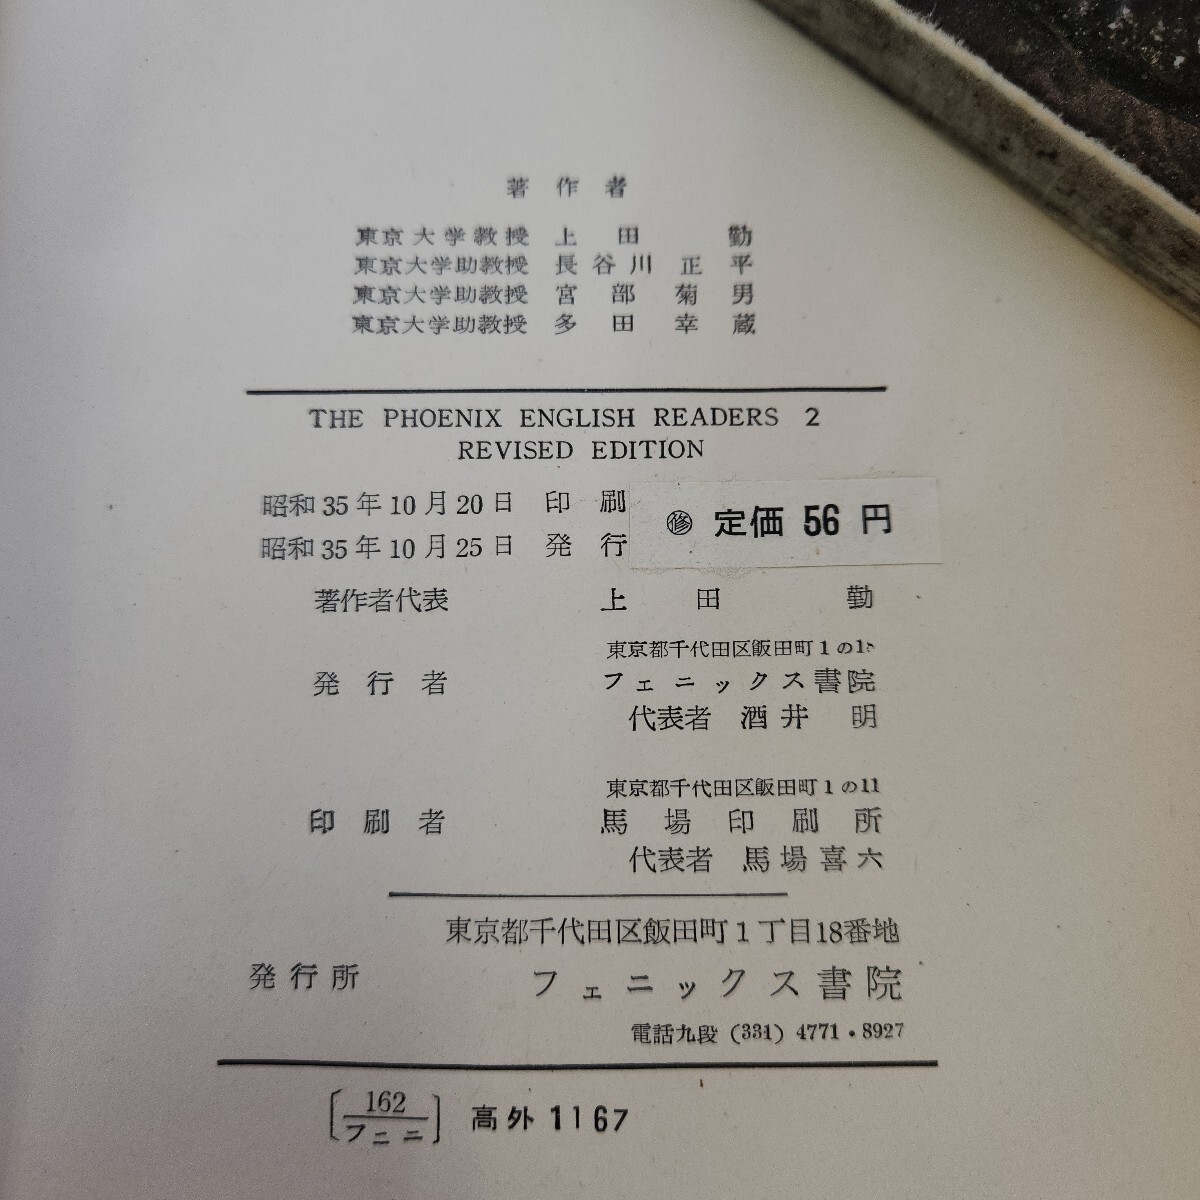 著作者
東京大学教授 上田 勤
東京大学助教授 長谷川正平
東京大学助教授 宮部菊男
東京大学助教授 多田幸蔵
THE PHOENIX ENGLISH READERS 2
REVISED EDITION
昭和35年10月20日 印刷
昭和35年10月25日 発行
㊙ 定価 56 円
著作者代表 上田 勤
東京都千代田区飯田町1の18
発行者 フェニックス書院
代表者 酒井 明
東京都千代田区飯田町1の11
印刷者 馬場印刷所
代表者 馬場喜六
東京都千代田区飯田町1丁目18番地
発行所 フェニックス書院
電話九段 (331) 4771・8927
[162/フェニ] 高外1167